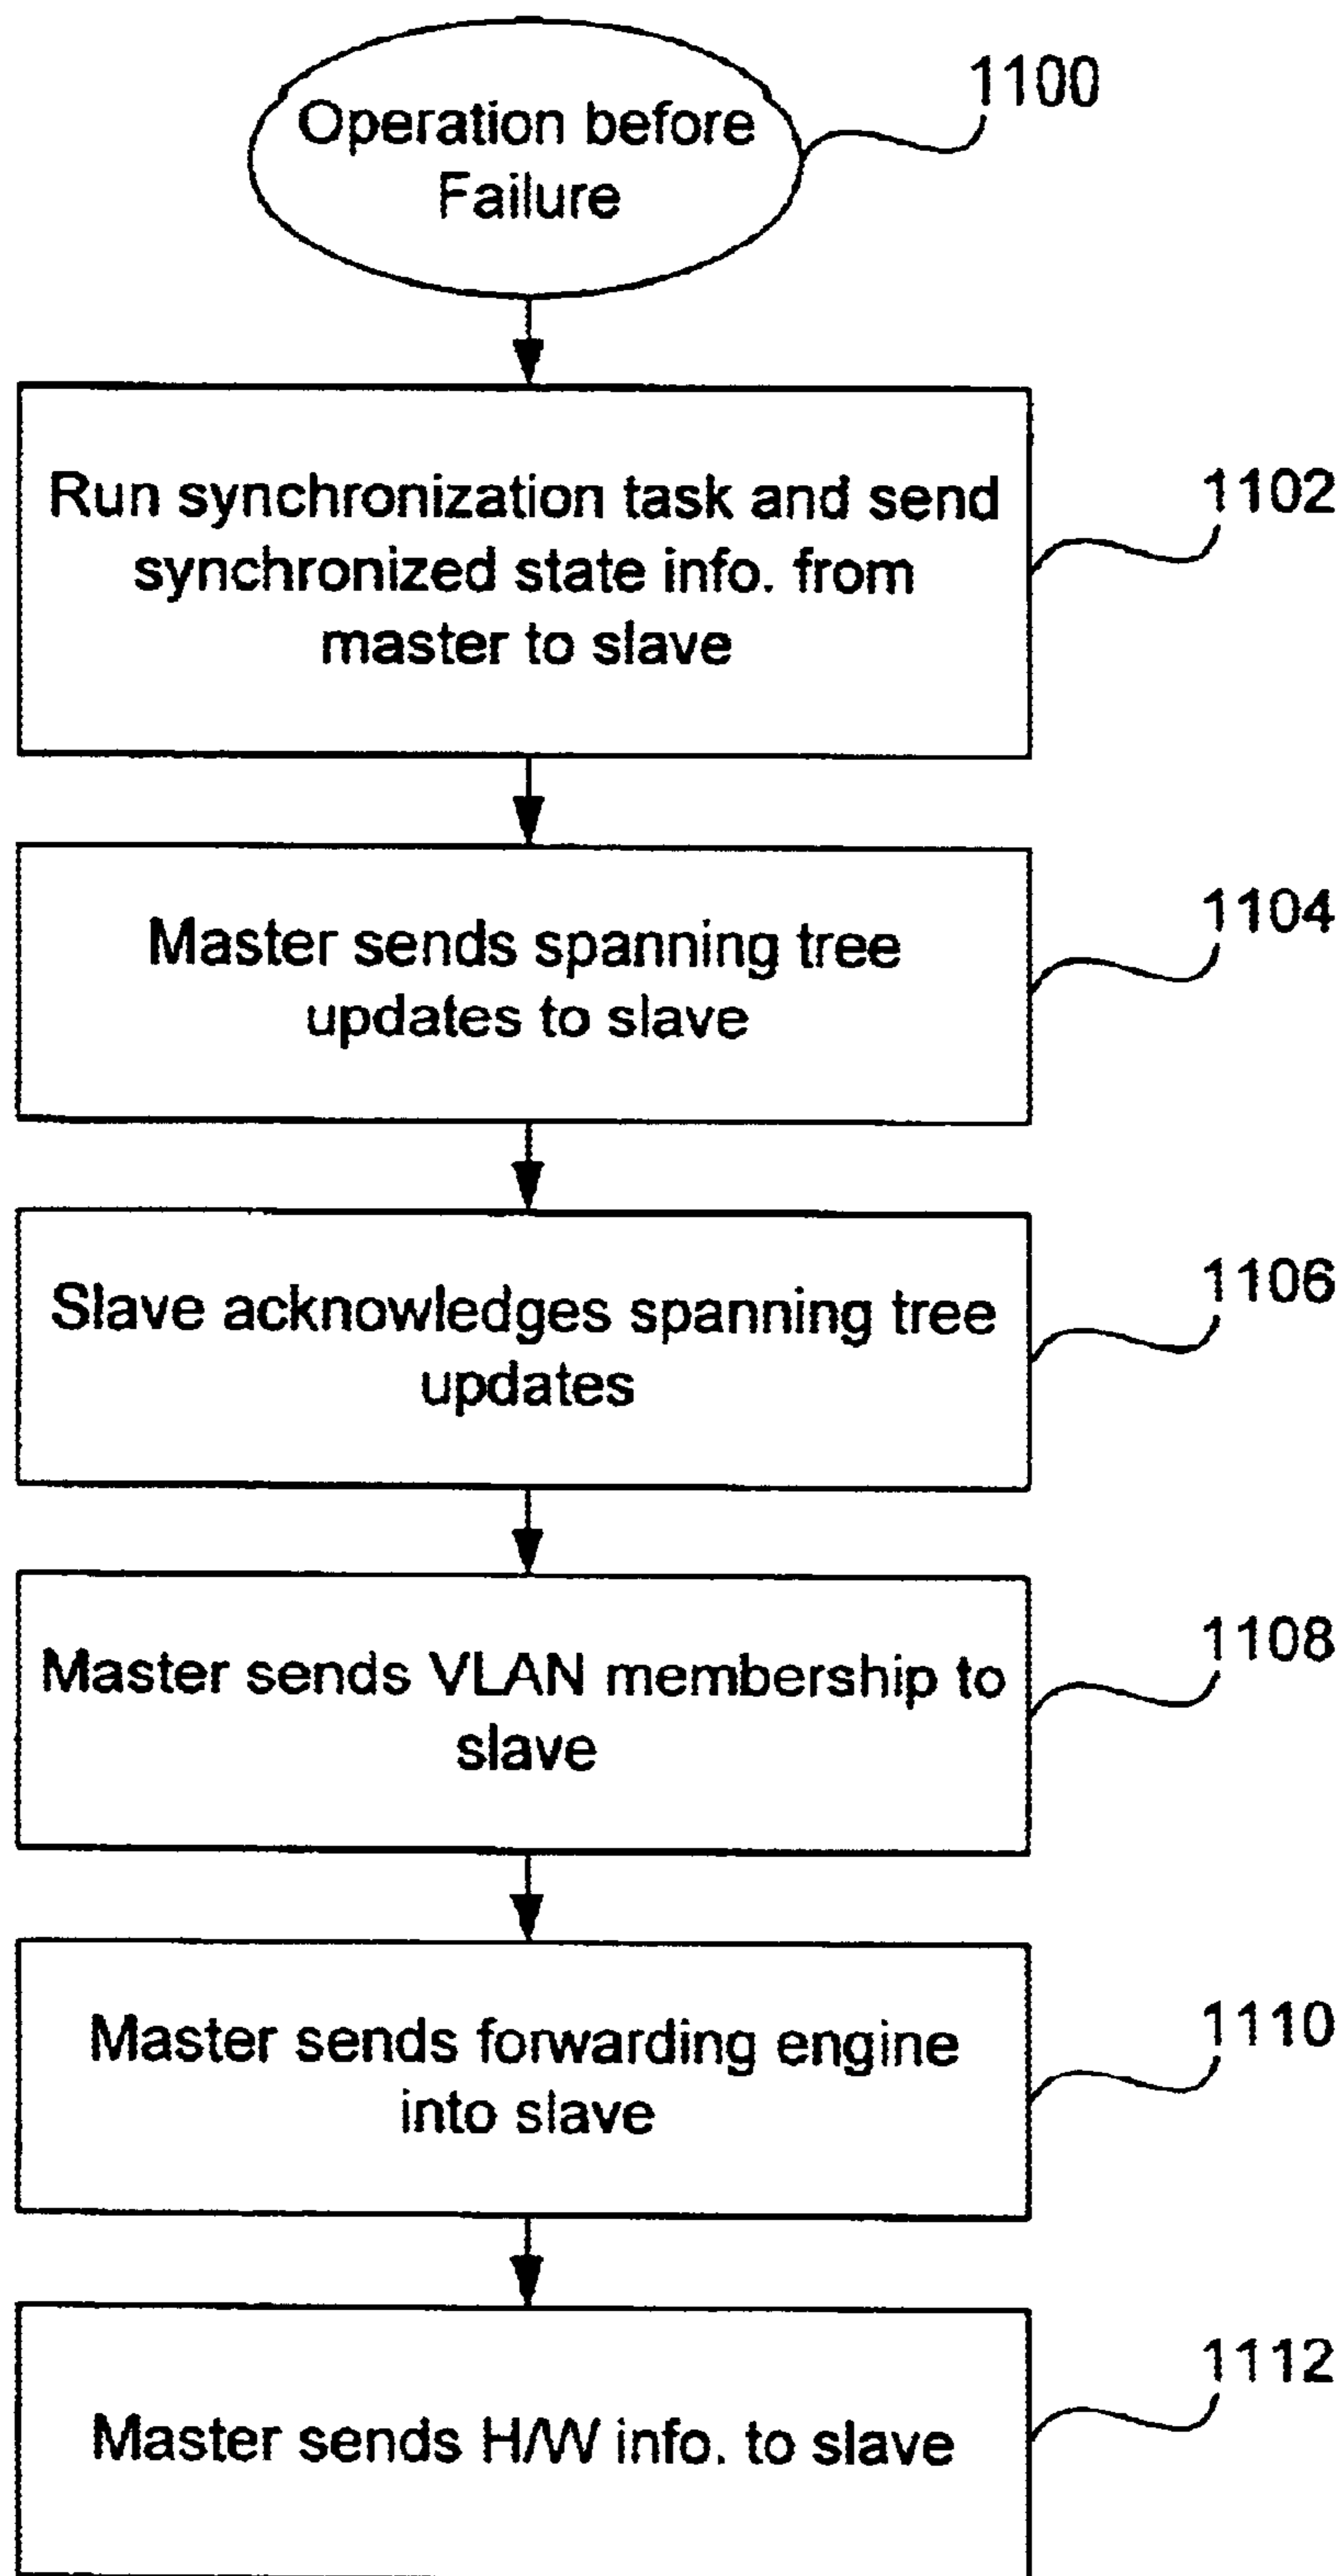 Operation before
Failure
1100
Run synchronization task and send
synchronized state info. from
master to slave
1102
Master sends spanning tree
updates to slave
1104
Slave acknowledges spanning tree
updates
1106
Master sends VLAN membership to
slave
1108
Master sends forwarding engine
into slave
1110
Master sends H/W info. to slave
1112